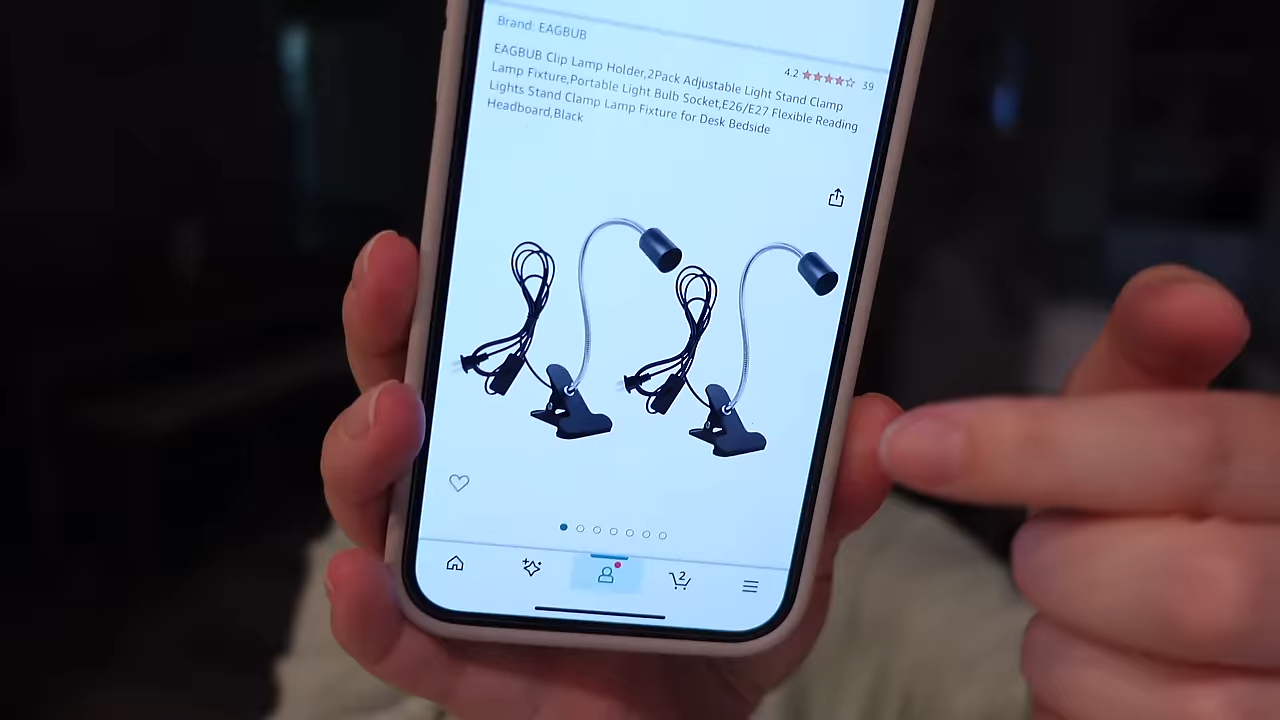 Brand: EAGBUB
4.2 39
EAGBUB Clip Lamp Holder,2Pack Adjustable Light Stand Clamp
Lamp Fixture,Portable Light Bulb Socket,E26/E27 Flexible Reading
Lights Stand Clamp Lamp Fixture for Desk Bedside
Headboard,Black
2